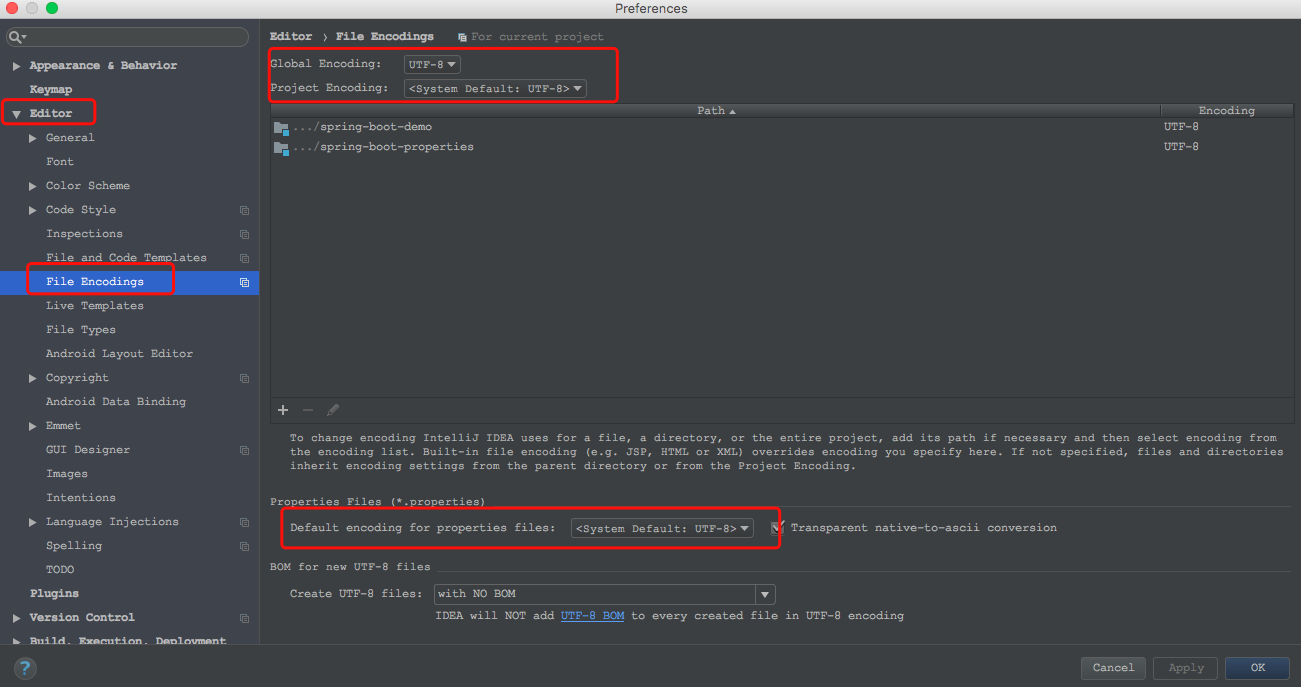 Preferences
Appearance & Behavior
Keymap
Editor
General
Font
Color Scheme
Code Style
Inspections
File and Code Templates
File Encodings
Live Templates
File Types
Android Layout Editor
Copyright
Android Data Binding
Emmet
GUI Designer
Images
Intentions
Language Injections
Spelling
TODO
Plugins
Version Control
Build, Execution, Deployment
Editor › File Encodings For current project
Global Encoding: UTF-8
Project Encoding: <System Default: UTF-8>
Path Encoding
.../spring-boot-demo UTF-8
.../spring-boot-properties UTF-8
To change encoding IntelliJ IDEA uses for a file, a directory, or the entire project, add its path if necessary and then select encoding from
the encoding list. Built-in file encoding (e.g. JSP, HTML or XML) overrides encoding you specify here. If not specified, files and directories
inherit encoding settings from the parent directory or from the Project Encoding.
Properties Files (*.properties)
Default encoding for properties files: <System Default: UTF-8> Transparent native-to-ascii conversion
BOM for new UTF-8 files
Create UTF-8 files: with NO BOM
IDEA will NOT add UTF-8 BOM to every created file in UTF-8 encoding
?
Cancel Apply OK